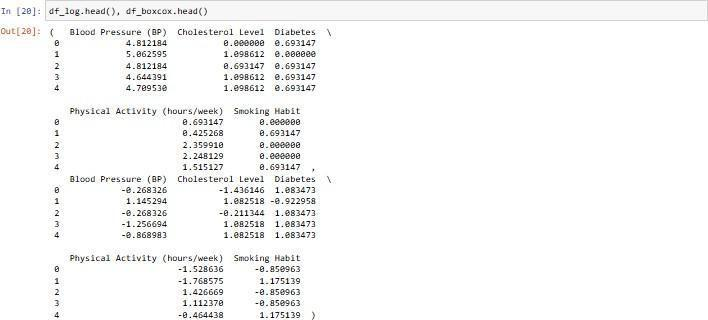 In [20]: df_log.head(), df_boxcox.head()
Out[20]: (   Blood Pressure (BP)  Cholesterol Level  Diabetes  \
0             4.812184           0.000000  0.693147
1             5.062595           1.098612  0.000000
2             4.812184           0.693147  0.693147
3             4.644391           1.098612  0.693147
4             4.709530           1.098612  0.693147
Physical Activity (hours/week)  Smoking Habit
0                        0.693147       0.000000
1                        0.425268       0.693147
2                        2.359910       0.000000
3                        2.248129       0.000000
4                        1.515127       0.693147  ,
Blood Pressure (BP)  Cholesterol Level  Diabetes  \
0            -0.268326          -1.436146  1.083473
1             1.145294           1.082518 -0.922958
2            -0.268326          -0.211344  1.083473
3            -1.256694           1.082518  1.083473
4            -0.868983           1.082518  1.083473
Physical Activity (hours/week)  Smoking Habit
0                       -1.528636      -0.850963
1                       -1.768575       1.175139
2                        1.426669      -0.850963
3                        1.112370      -0.850963
4                       -0.464438       1.175139  )